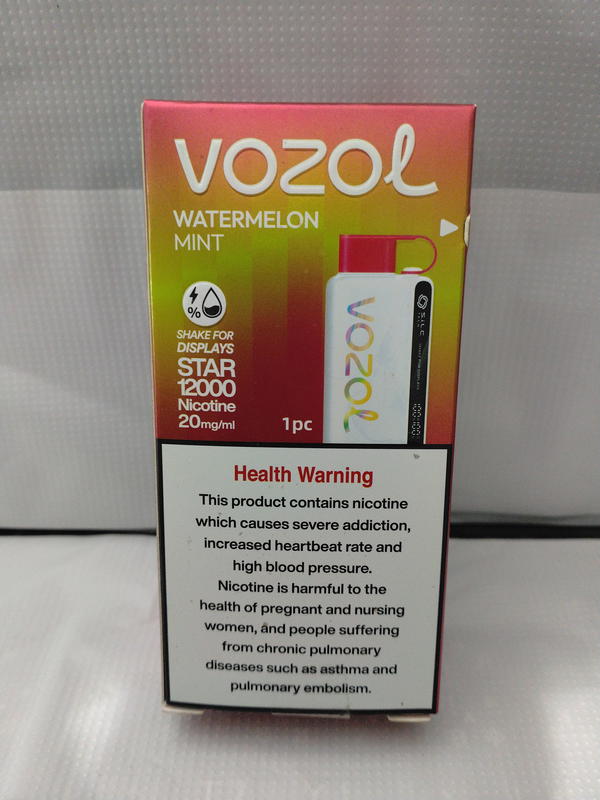 VOZOL
WATERMELON
MINT
%
SHAKE FOR
DISPLAYS
STAR
12000
Nicotine
20mg/ml
1pc
VOZOL
Health Warning
This product contains nicotine
which causes severe addiction,
increased heartbeat rate and
high blood pressure.
Nicotine is harmful to the
health of pregnant and nursing
women, and people suffering
from chronic pulmonary
diseases such as asthma and
pulmonary embolism.